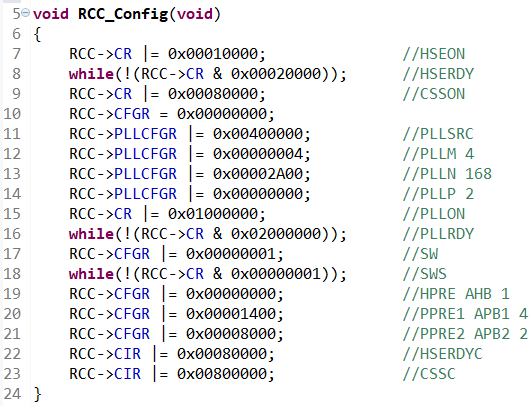 5 void RCC_Config(void)
6 {
7 RCC->CR |= 0x00010000; //HSEON
8 while(!(RCC->CR & 0x00020000)); //HSERDY
9 RCC->CR |= 0x00080000; //CSSON
10 RCC->CFGR = 0x00000000;
11 RCC->PLLCFGR |= 0x00400000; //PLLSRC
12 RCC->PLLCFGR |= 0x00000004; //PLLM 4
13 RCC->PLLCFGR |= 0x00002A00; //PLLN 168
14 RCC->PLLCFGR |= 0x00000000; //PLLP 2
15 RCC->CR |= 0x01000000; //PLLON
16 while(!(RCC->CR & 0x02000000)); //PLLRDY
17 RCC->CFGR |= 0x00000001; //SW
18 while(!(RCC->CR & 0x00000001)); //SWS
19 RCC->CFGR |= 0x00000000; //HPRE AHB 1
20 RCC->CFGR |= 0x00001400; //PPRE1 APB1 4
21 RCC->CFGR |= 0x00008000; //PPRE2 APB2 2
22 RCC->CIR |= 0x00080000; //HSERDYC
23 RCC->CIR |= 0x00800000; //CSSC
24 }